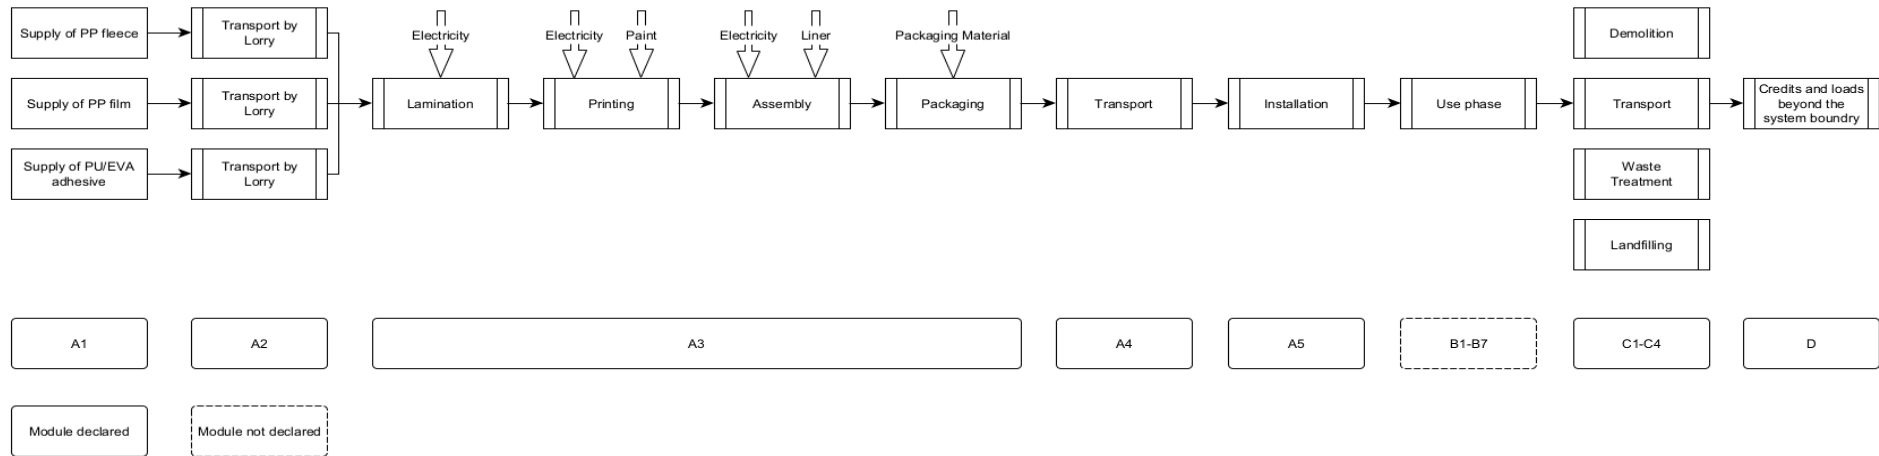 Supply of PP fleece
Transport by
Lorry
Electricity
Electricity
Paint
Electricity
Liner
Packaging Material
Demolition
Supply of PP film
Transport by
Lorry
Lamination
Printing
Assembly
Packaging
Transport
Installation
Use phase
Transport
Credits and loads
beyond the
system boundry
Supply of PU/EVA
adhesive
Transport by
Lorry
Waste
Treatment
Landfilling
A1
A2
A3
A4
A5
B1-B7
C1-C4
D
Module declared
Module not declared